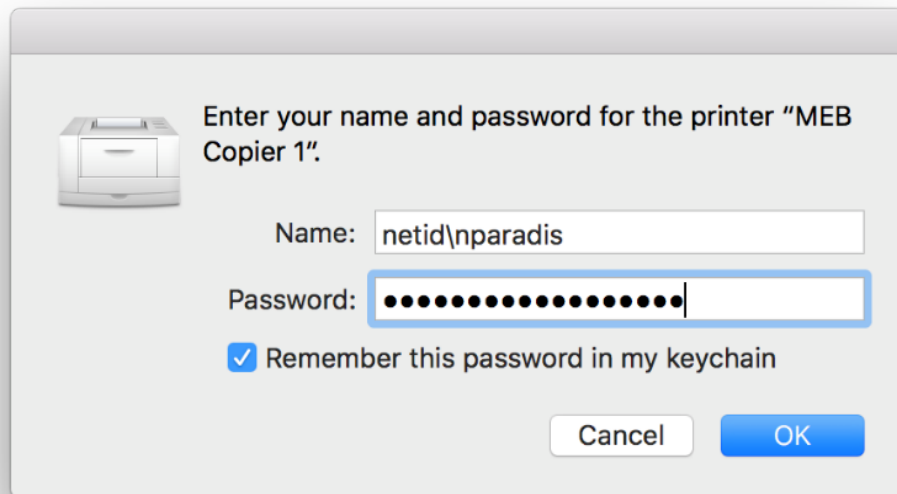 Enter your name and password for the printer “MEB
Copier 1”.
Name: netid\nparadis
Password: ••••••••••••••••••
Remember this password in my keychain
Cancel OK